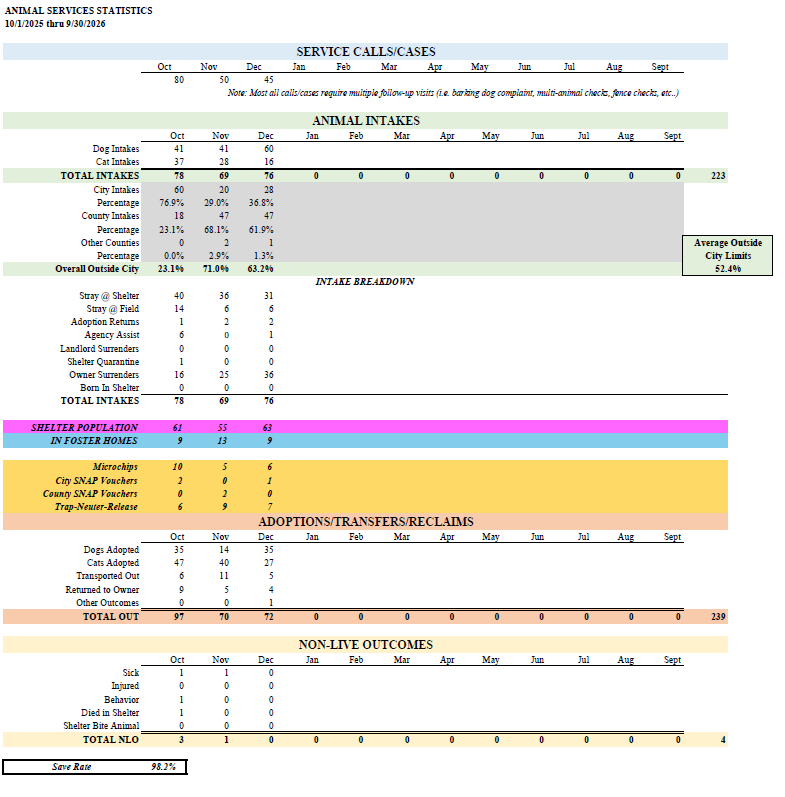 ANIMAL SERVICES STATISTICS
10/1/2025 thru 9/30/2026
SERVICE CALLS/CASES
Oct Nov Dec Jan Feb Mar Apr May Jun Jul Aug Sept
80 50 45
Note: Most all calls/cases require multiple follow-up visits (i.e. barking dog complaint, multi-animal checks, fence checks, etc..)
ANIMAL INTAKES
Oct Nov Dec Jan Feb Mar Apr May Jun Jul Aug Sept
Dog Intakes 41 41 60
Cat Intakes 37 28 16
TOTAL INTAKES 78 69 76 0 0 0 0 0 0 0 0 0 223
City Intakes 60 20 28
Percentage 76.9% 29.0% 36.8%
County Intakes 18 47 47
Percentage 23.1% 68.1% 61.9%
Other Counties 0 2 1
Percentage 0.0% 2.9% 1.3%
Overall Outside City 23.1% 71.0% 63.2%
Average Outside
City Limits
52.4%
INTAKE BREAKDOWN
Stray @ Shelter 40 36 31
Stray @ Field 14 6 6
Adoption Returns 1 2 2
Agency Assist 6 0 1
Landlord Surrenders 0 0 0
Shelter Quarantine 1 0 0
Owner Surrenders 16 25 36
Born In Shelter 0 0 0
TOTAL INTAKES 78 69 76
SHELTER POPULATION 61 55 63
IN FOSTER HOMES 9 13 9
Microchips 10 5 6
City SNAP Vouchers 2 0 1
County SNAP Vouchers 0 2 0
Trap-Neuter-Release 6 9 7
ADOPTIONS/TRANSFERS/RECLAIMS
Oct Nov Dec Jan Feb Mar Apr May Jun Jul Aug Sept
Dogs Adopted 35 14 35
Cats Adopted 47 40 27
Transported Out 6 11 5
Returned to Owner 9 5 4
Other Outcomes 0 0 1
TOTAL OUT 97 70 72 0 0 0 0 0 0 0 0 0 239
NON-LIVE OUTCOMES
Oct Nov Dec Jan Feb Mar Apr May Jun Jul Aug Sept
Sick 1 1 0
Injured 0 0 0
Behavior 1 0 0
Died in Shelter 1 0 0
Shelter Bite Animal 0 0 0
TOTAL NLO 3 1 0 0 0 0 0 0 0 0 0 0 4
Save Rate 98.2%